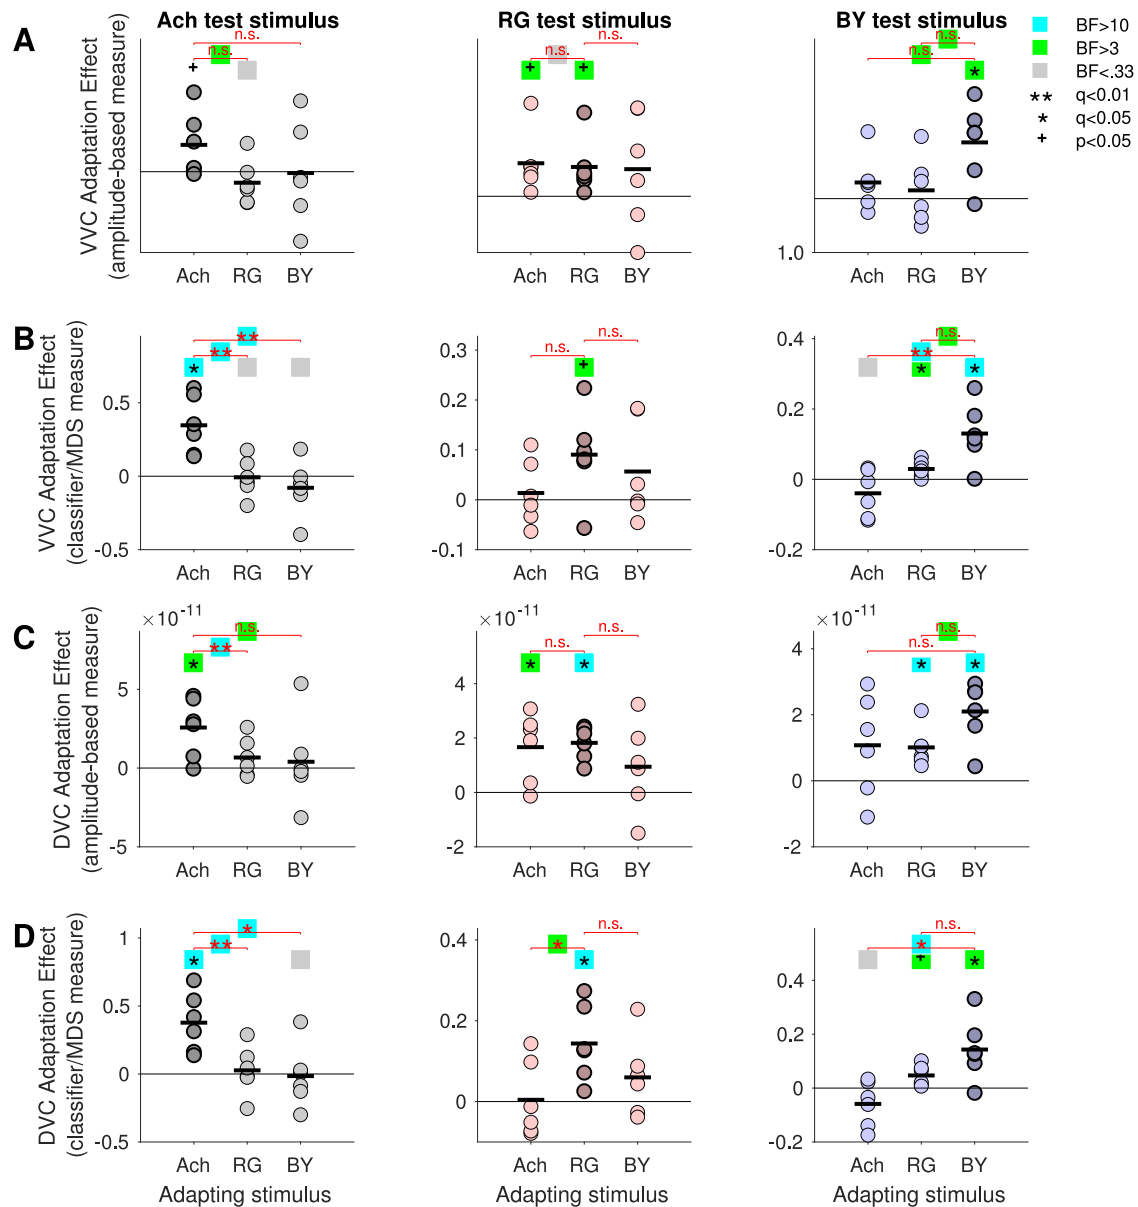 Ach test stimulus RG test stimulus BY test stimulus
A
VVC Adaptation Effect
(amplitude-based measure)
n.s.
n.s.
+
Ach RG BY
n.s.
+ +
Ach RG BY
n.s.
*
1.0
Ach RG BY
BF>10
BF>3
BF<.33
** q<0.01
* q<0.05
+ p<0.05
B
VVC Adaptation Effect
(classifier/MDS measure)
**
**
*
0.5
0
-0.5
Ach RG BY
n.s.
n.s.
+
0.3
0.2
0.1
0
-0.1
Ach RG BY
n.s.
**
* *
0.4
0.2
0
-0.2
Ach RG BY
C
DVC Adaptation Effect
(amplitude-based measure)
×10-11
n.s.
**
*
5
0
-5
Ach RG BY
n.s.
n.s.
* *
4
2
0
-2
Ach RG BY
×10-11
n.s.
n.s.
* *
4
2
0
-2
Ach RG BY
D
DVC Adaptation Effect
(classifier/MDS measure)
*
**
*
1
0.5
0
-0.5
Ach RG BY
Adapting stimulus
n.s.
*
*
0.4
0.2
0
Ach RG BY
Adapting stimulus
n.s.
*
+ *
0.4
0.2
0
-0.2
Ach RG BY
Adapting stimulus